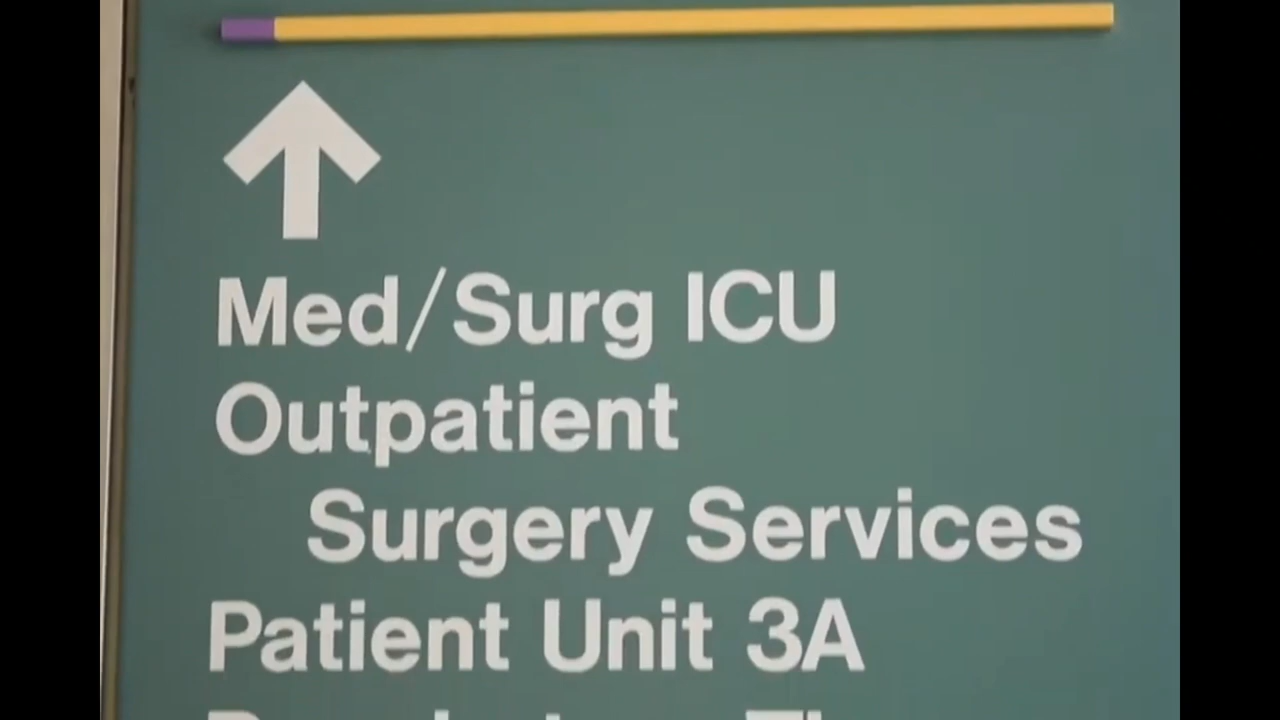 Med/Surg ICU
Outpatient
Surgery Services
Patient Unit 3A